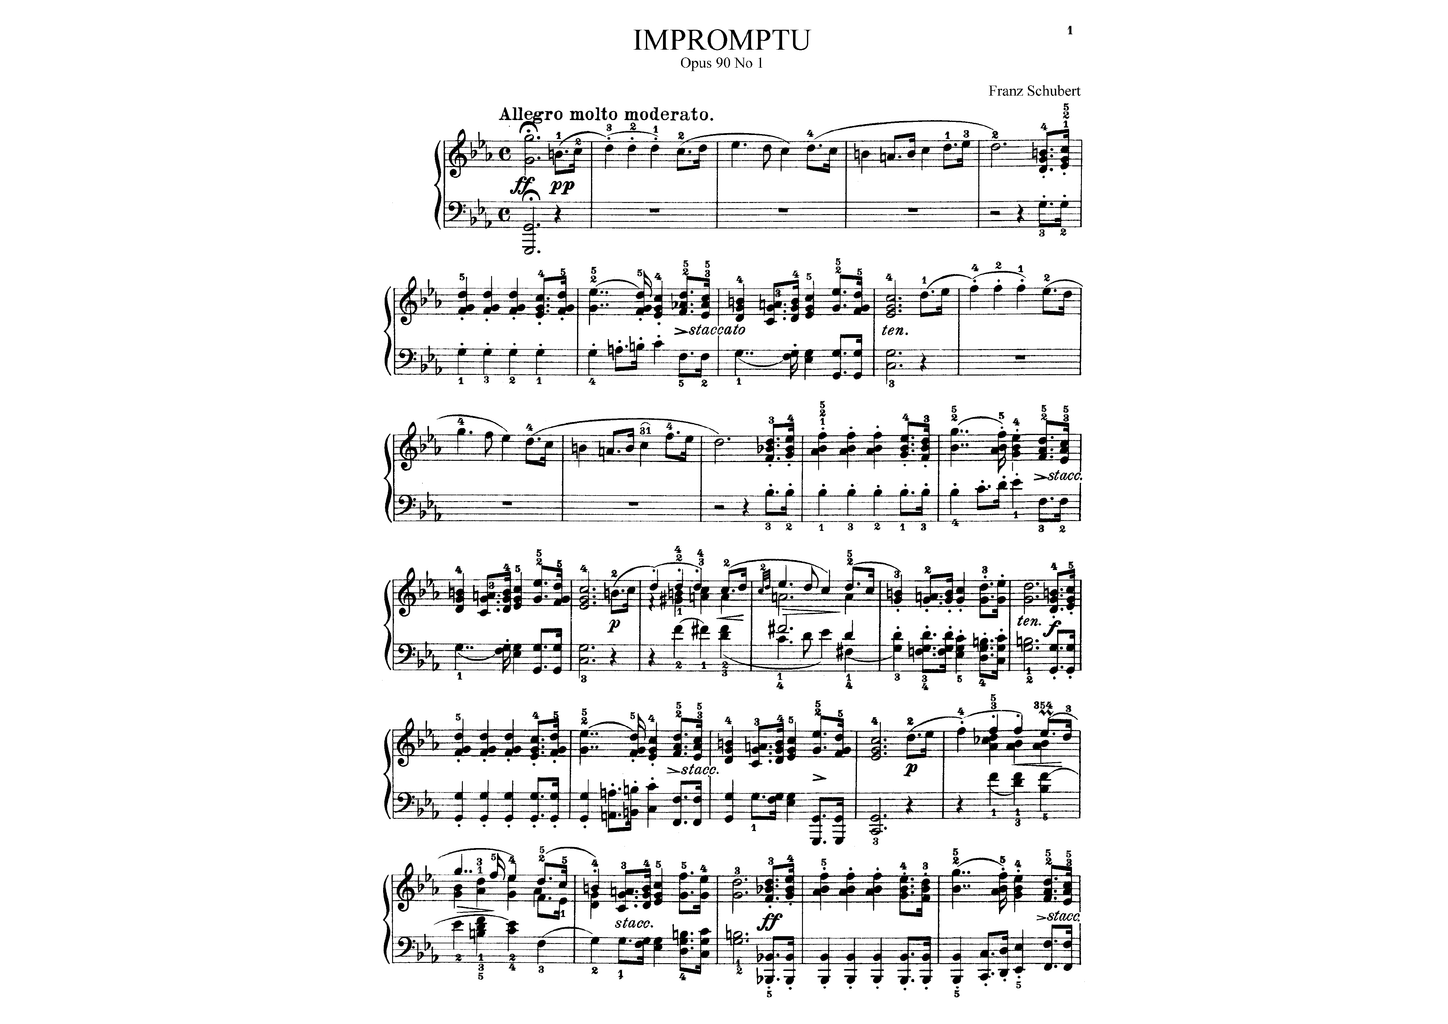 1
IMPROMPTU
Opus 90 No 1
Franz Schubert
Allegro molto moderato.
ff pp
staccato ten.
stacc.
p ten. f
stacc. p
stacc. ff stacc.